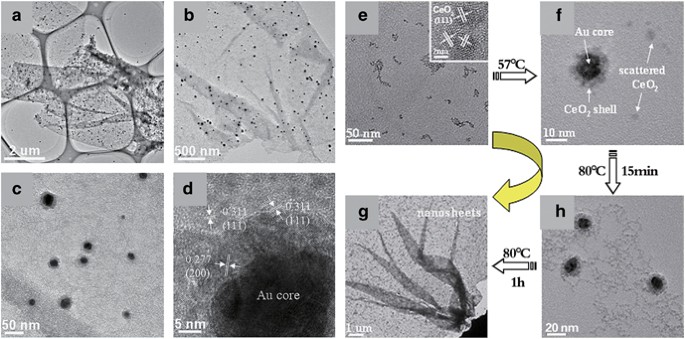 a
2 um
b
500 nm
c
50 nm
d
0.311
(111)
0.311
(111)
0.277
(200)
Au core
5 nm
e
CeO2
(111)
2nm
50 nm
57°C
f
Au core
scattered
CeO2
CeO2 shell
10 nm
80°C 15min
g
nanosheets
1 um
80°C
1h
h
20 nm